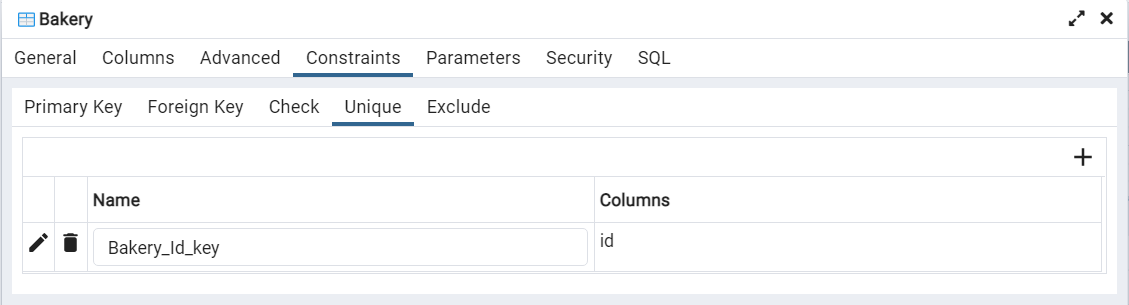 Bakery
General Columns Advanced Constraints Parameters Security SQL
Primary Key Foreign Key Check Unique Exclude
Name Columns
Bakery_Id_key id